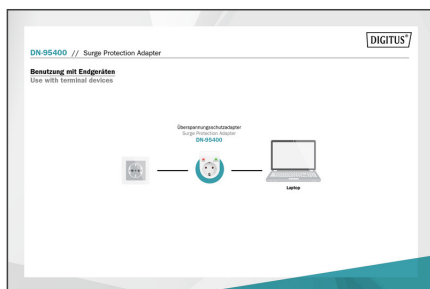 DIGITUS®
DN-95400 // Surge Protection Adapter
Benutzung mit Endgeräten
Use with terminal devices
Überspannungsschutzadapter
Surge Protection Adapter
DN-95400
Laptop